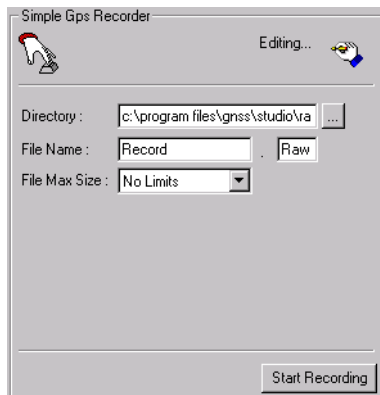 Simple Gps Recorder
Editing...
Directory : c:\program files\gnss\studio\ra ...
File Name : Record . Raw
File Max Size : No Limits
Start Recording